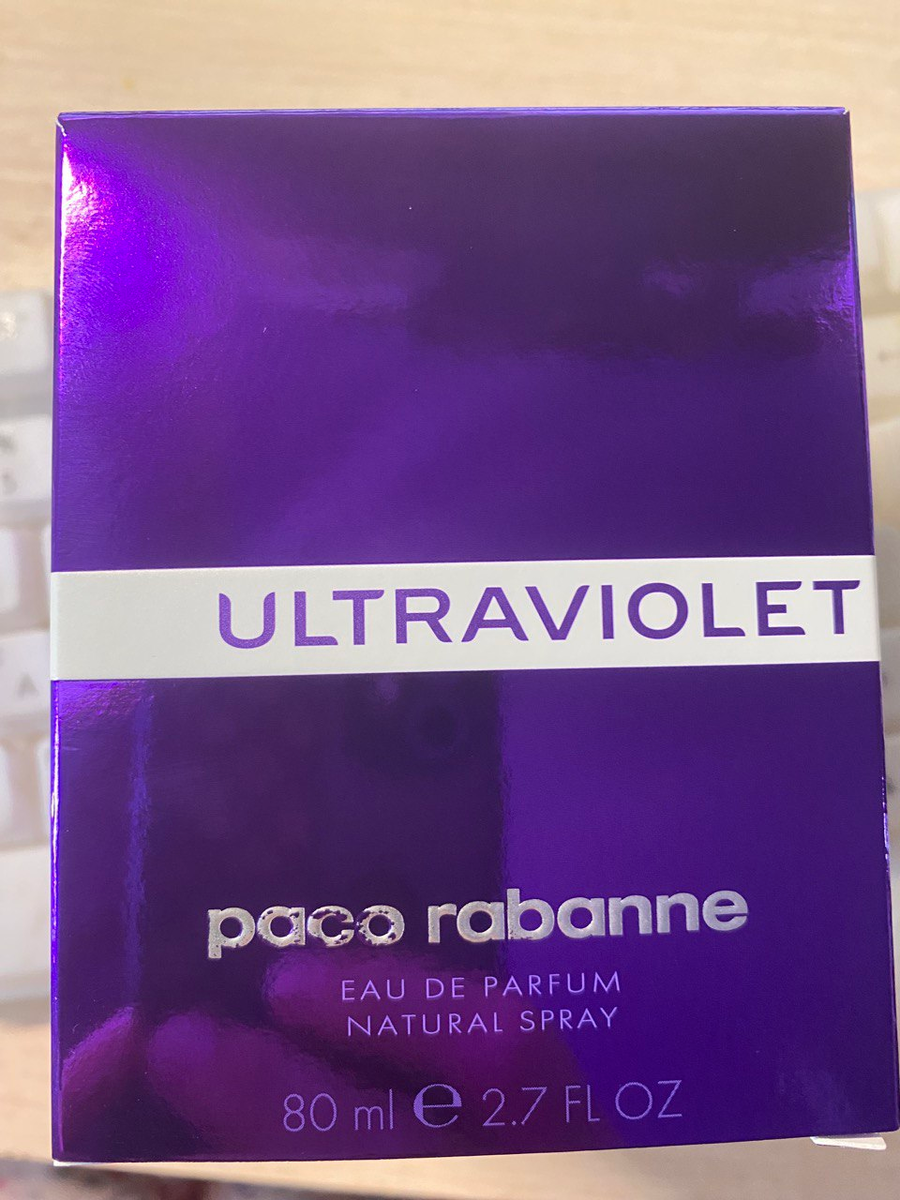 ULTRAVIOLET
paco rabanne
EAU DE PARFUM
NATURAL SPRAY
80 ml ℮ 2.7 FL OZ